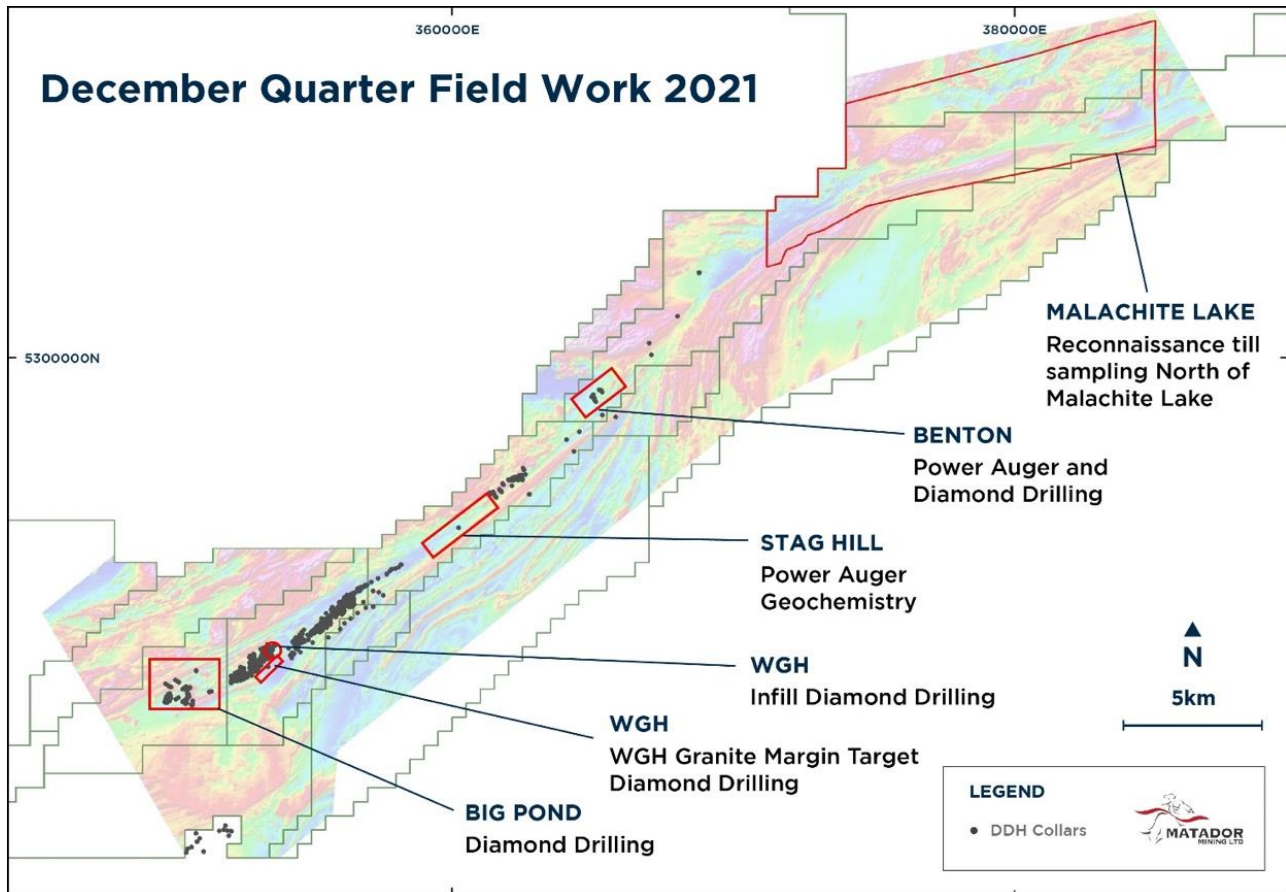 360000E
380000E
December Quarter Field Work 2021
5300000N
MALACHITE LAKE
Reconnaissance till
sampling North of
Malachite Lake
BENTON
Power Auger and
Diamond Drilling
STAG HILL
Power Auger
Geochemistry
WGH
Infill Diamond Drilling
WGH
WGH Granite Margin Target
Diamond Drilling
BIG POND
Diamond Drilling
N
5km
LEGEND
DDH Collars
MATADOR
MINING LTD